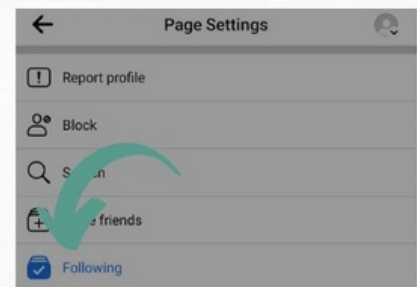 Page Settings
Report profile
Block
friends
Following